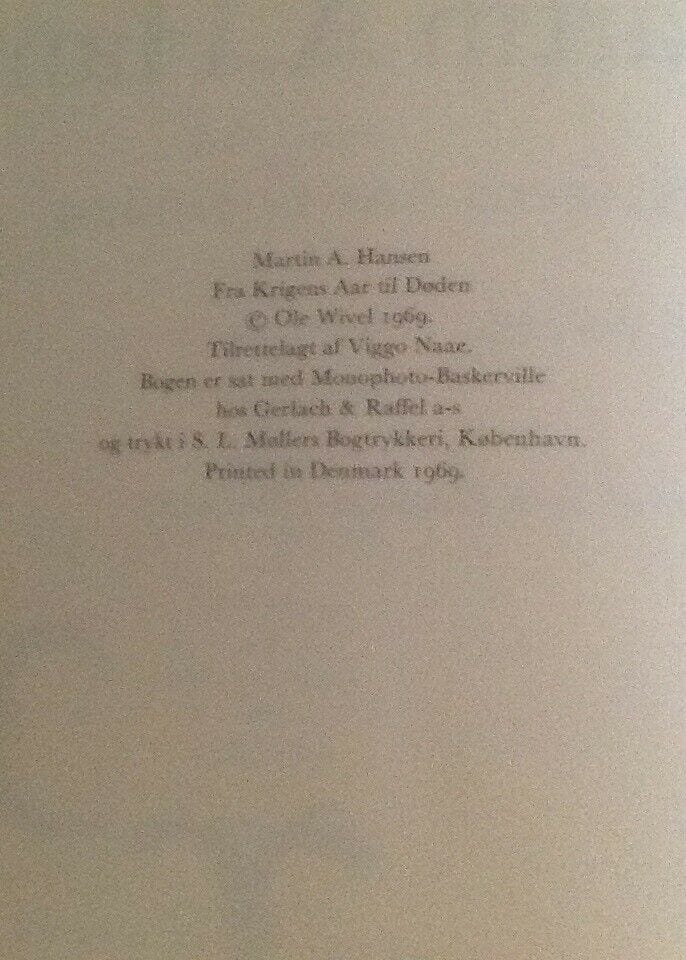 Martin A. Hansen
Fra Krigens Aar til Døden
© Ole Wivel 1969.
Tilrettelagt af Viggo Naae.
Bogen er sat med Monophoto-Baskerville
hos Gerlach & Raffel a-s
og trykt i S. L. Møllers Bogtrykkeri, København.
Printed in Denmark 1969.